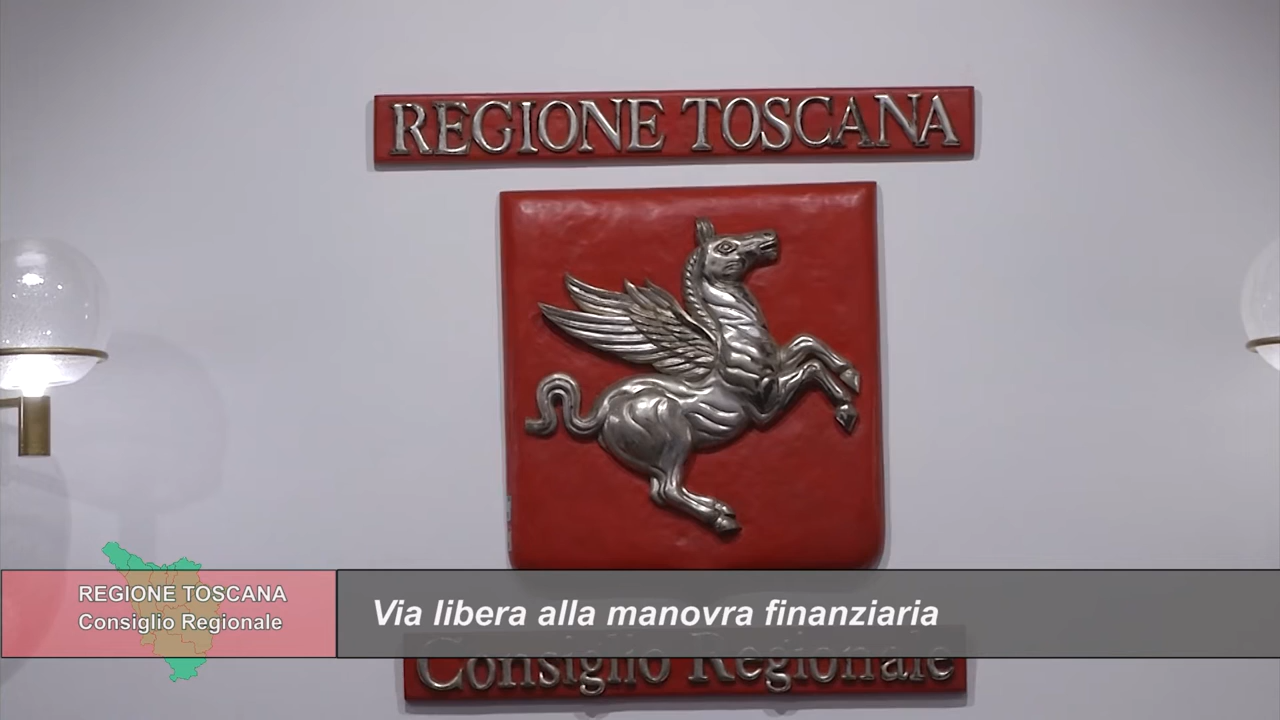 REGIONE TOSCANA
REGIONE TOSCANA
Consiglio Regionale
Via libera alla manovra finanziaria
Consiglio Regionale